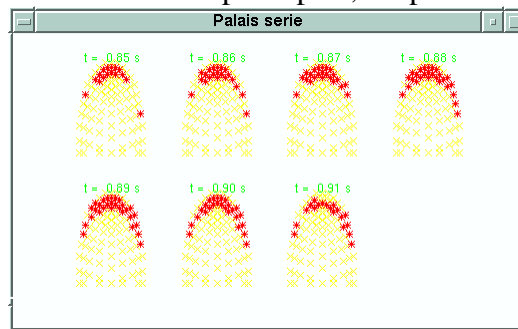 Palais serie
t = 0.85 s
t = 0.86 s
t = 0.87 s
t = 0.88 s
t = 0.89 s
t = 0.90 s
t = 0.91 s